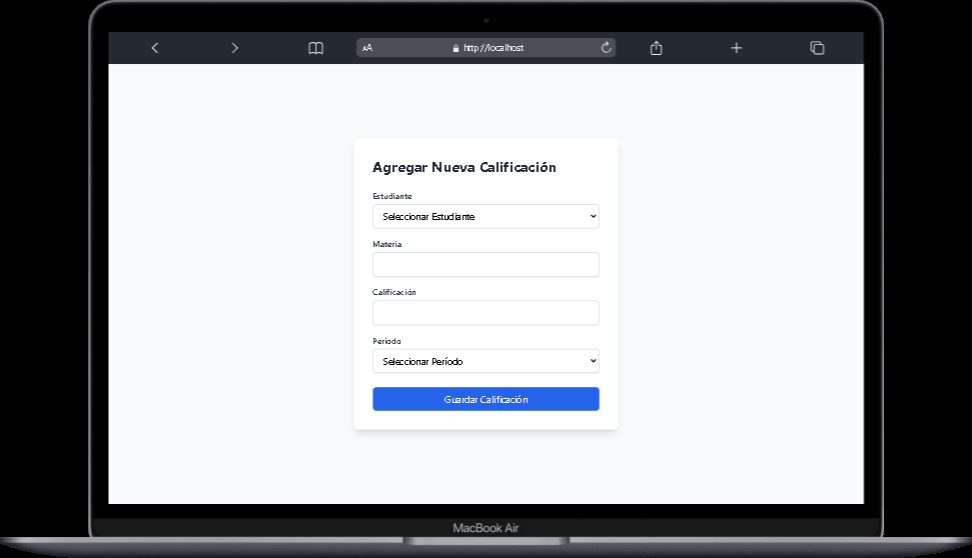 AA
http://localhost
Agregar Nueva Calificación
Estudiante
Seleccionar Estudiante
Materia
Calificación
Periodo
Seleccionar Período
Guardar Calificación
MacBook Air